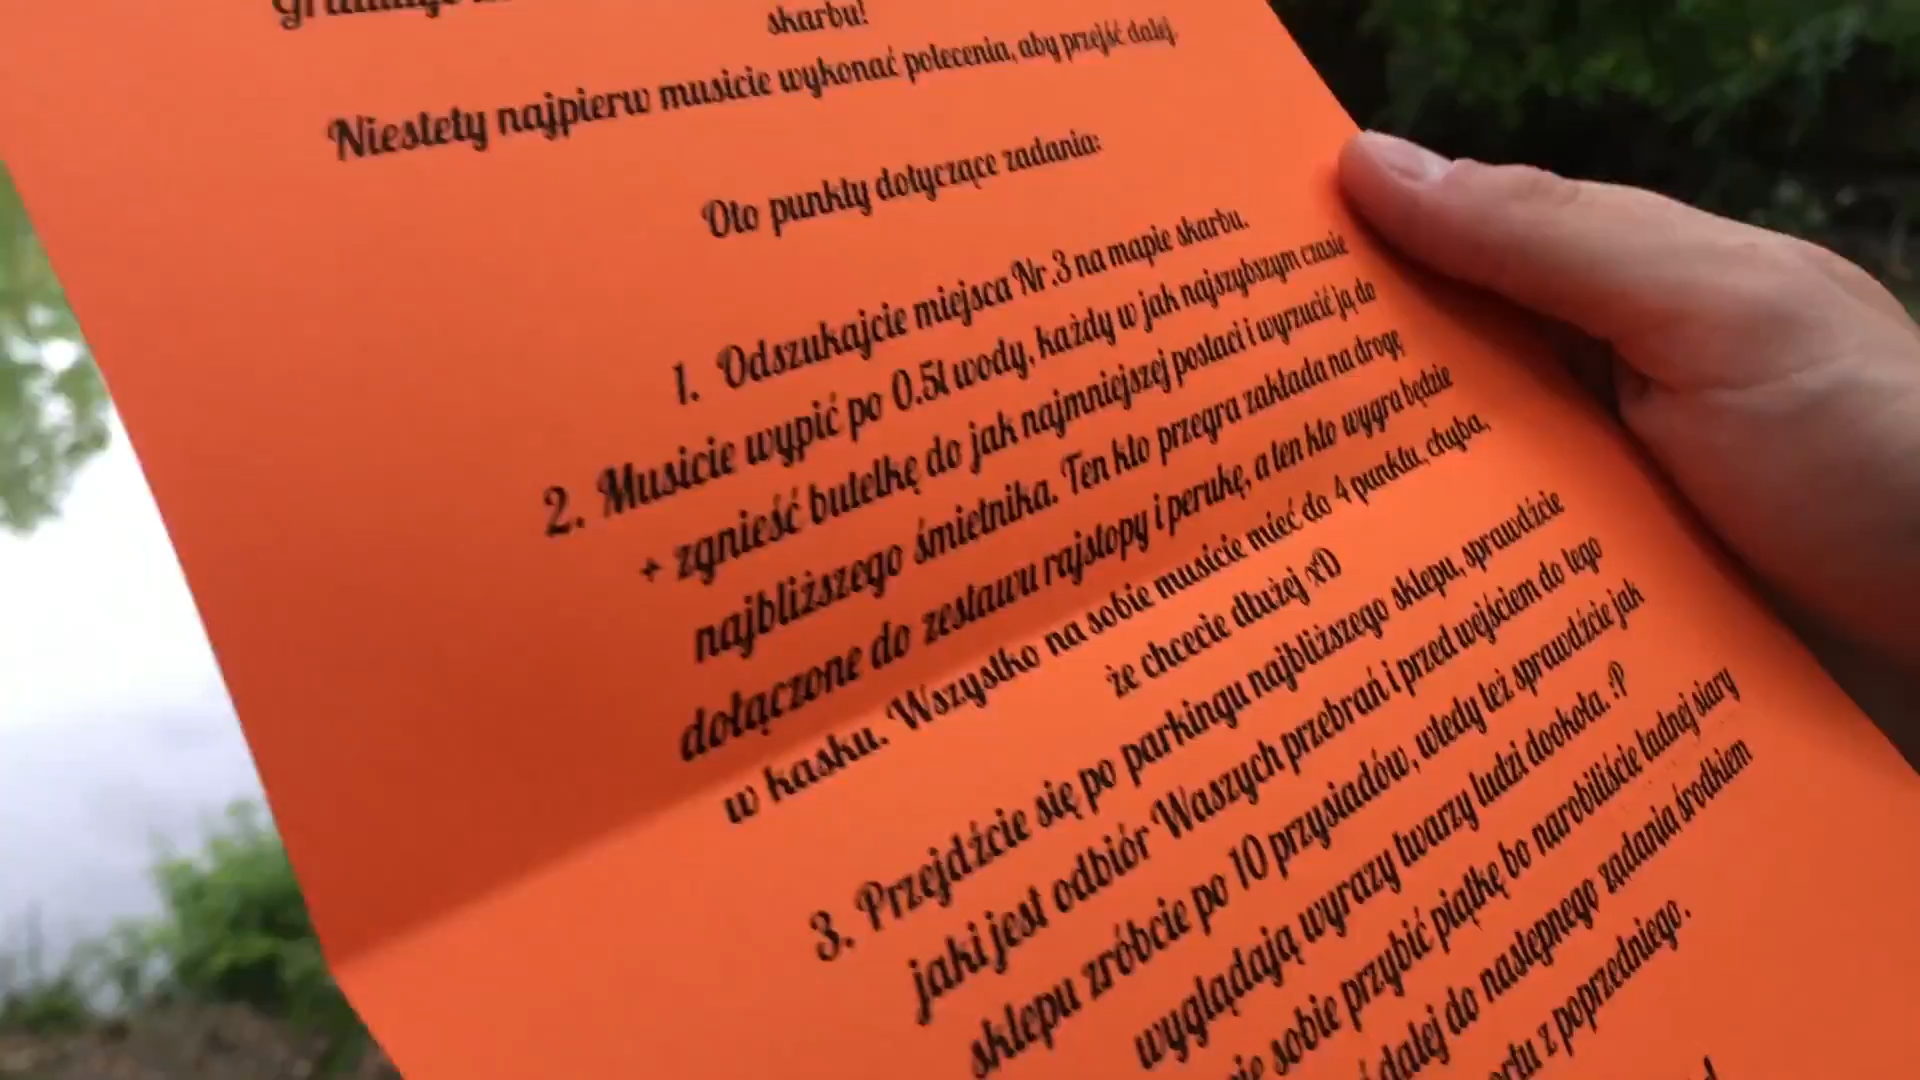 skarbu!
Niestety najpierw musicie wykonać polecenia, aby przejść dalej.
Oto punkty dotyczące zadania:
1. Odszukajcie miejsca Nr.3 na mapie skarbu.
2. Musicie wypić po 0.5l wody, każdy w jak najszybszym czasie
+ zgnieść butelkę do jak najmniejszej postaci i wyrzucić ją do
najbliższego śmietnika. Ten kto przegra zakłada na drogę
dołączone do zestawu rajstopy i perukę, a ten kto wygra będzie
w kasku. Wszystko na sobie musicie mieć do 4 punktu, chyba,
że chcecie dłużej xD
3. Przejdźcie się po parkingu najbliższego sklepu, sprawdźcie
jaki jest odbiór Waszych przebrań i przed wejściem do tego
sklepu zróbcie po 10 przysiadów, wtedy też sprawdźcie jak
wyglądają wyrazy twarzy ludzi dookoła. :P
sobie przybić piątkę bo narobiliście ładnej siary
dalej do następnego zadania środkiem
z poprzedniego.